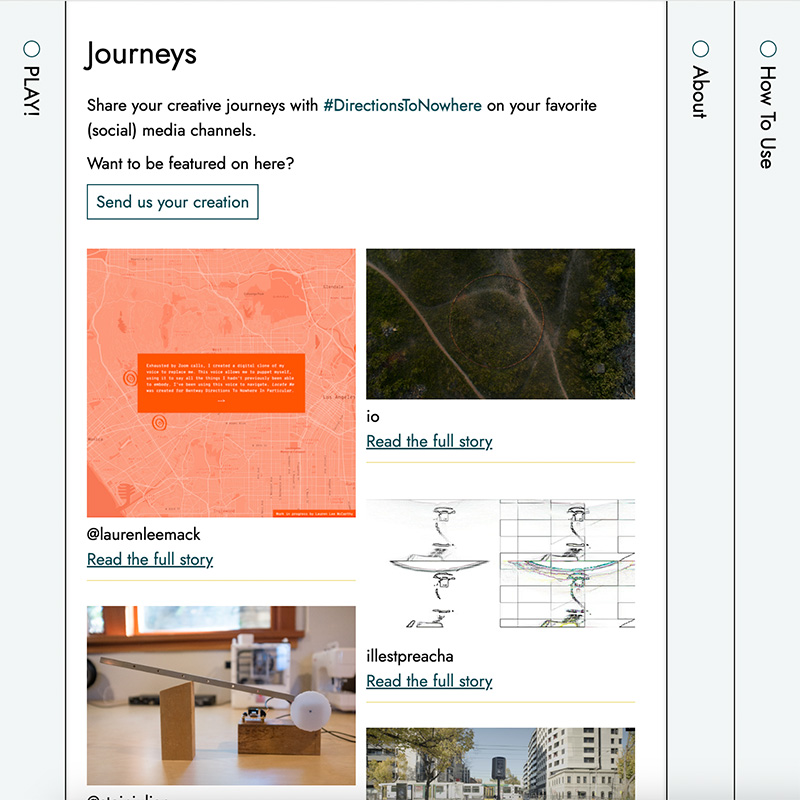 PLAY!
Journeys
Share your creative journeys with #DirectionsToNowhere on your favorite
(social) media channels.
Want to be featured on here?
Send us your creation
Glendale
Exhausted by Zoom calls, I created a digital clone of my
voice to replace me. This voice allows me to puppet myself,
using it to say all the things I hadn't previously been able
to embody. I've been using this voice to navigate. Locate Me
was created for Bentway Directions To Nowhere In Particular.
Los Angeles
Work in progress by Lauren Lee McCarthy
@laurenleemack
Read the full story
io
Read the full story
illestpreacha
Read the full story
About
How To Use